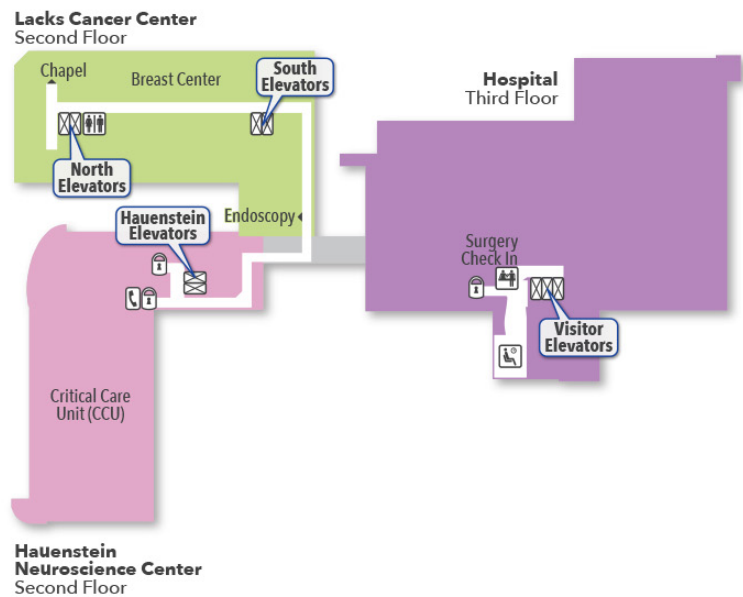 Lacks Cancer Center
Second Floor
Chapel
Breast Center
South
Elevators
Hospital
Third Floor
North
Elevators
Hauenstein
Elevators
Endoscopy
Surgery
Check In
Visitor
Elevators
Critical Care
Unit (CCU)
Hauenstein
Neuroscience Center
Second Floor